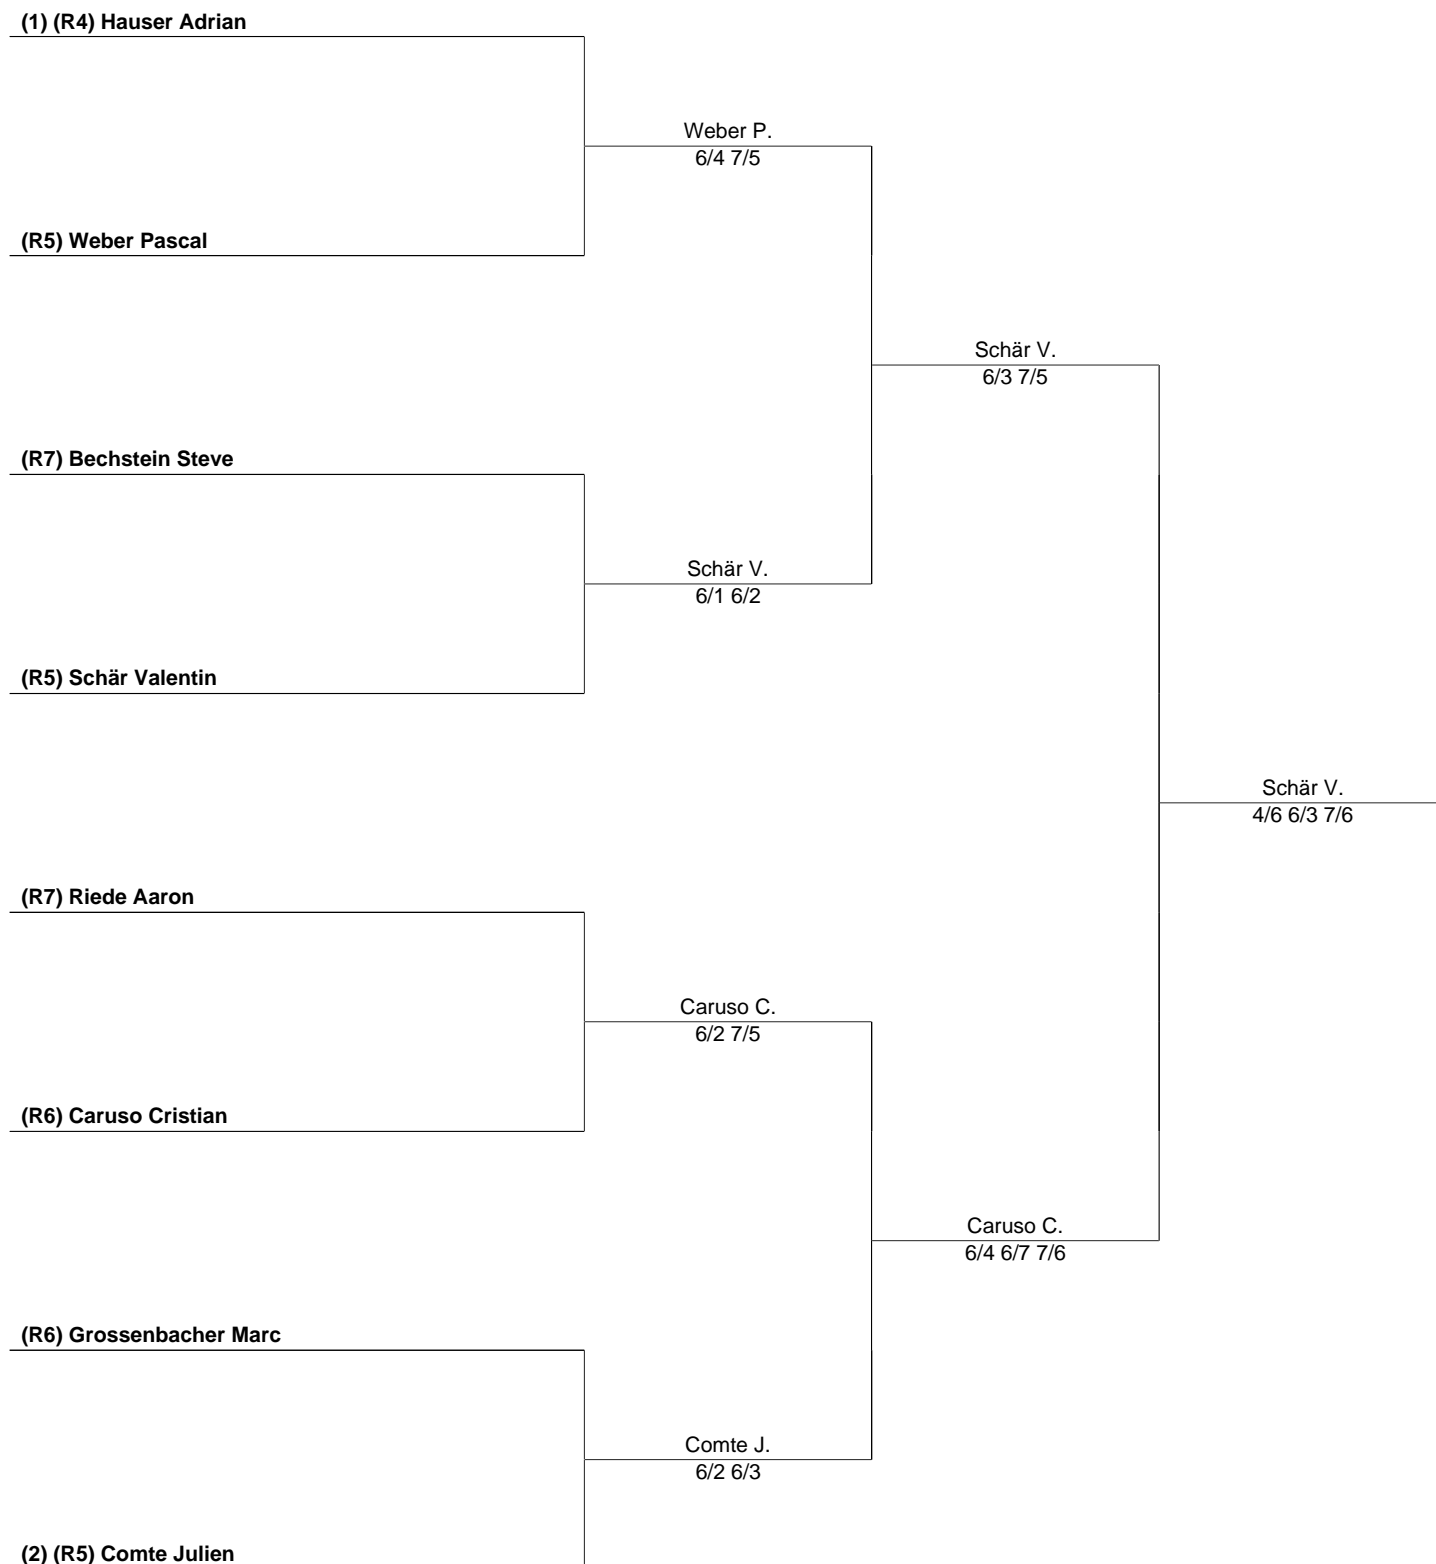 (1) (R4) Hauser Adrian
Weber P.
6/4 7/5
(R5) Weber Pascal
Schär V.
6/3 7/5
(R7) Bechstein Steve
Schär V.
6/1 6/2
(R5) Schär Valentin
Schär V.
4/6 6/3 7/6
(R7) Riede Aaron
Caruso C.
6/2 7/5
(R6) Caruso Cristian
Caruso C.
6/4 6/7 7/6
(R6) Grossenbacher Marc
Comte J.
6/2 6/3
(2) (R5) Comte Julien